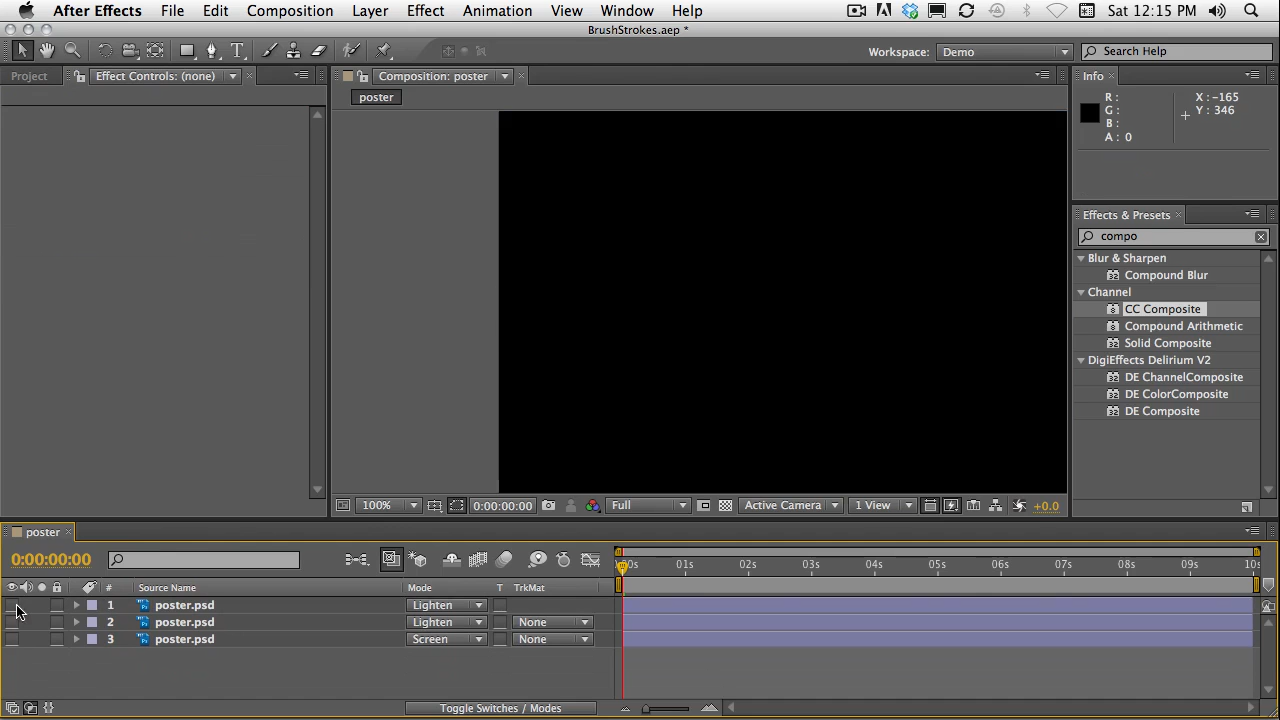 After Effects File Edit Composition Layer Effect Animation View Window Help Sat 12:15 PM
BrushStrokes.aep *
Workspace: Demo Search Help
Project Effect Controls: (none) Composition: poster Info
poster
R: X: -165
G: Y: 346
B:
A: 0
Effects & Presets
compo
Blur & Sharpen
Compound Blur
Channel
CC Composite
Compound Arithmetic
Solid Composite
DigiEffects Delirium V2
DE ChannelComposite
DE ColorComposite
DE Composite
100% 0:00:00:00 Full Active Camera 1 View +0.0
poster
0:00:00:00
01s 02s 03s 04s 05s 06s 07s 08s 09s
# Source Name Mode T TrkMat
1 poster.psd Lighten
2 poster.psd Lighten None
3 poster.psd Screen None
Toggle Switches / Modes